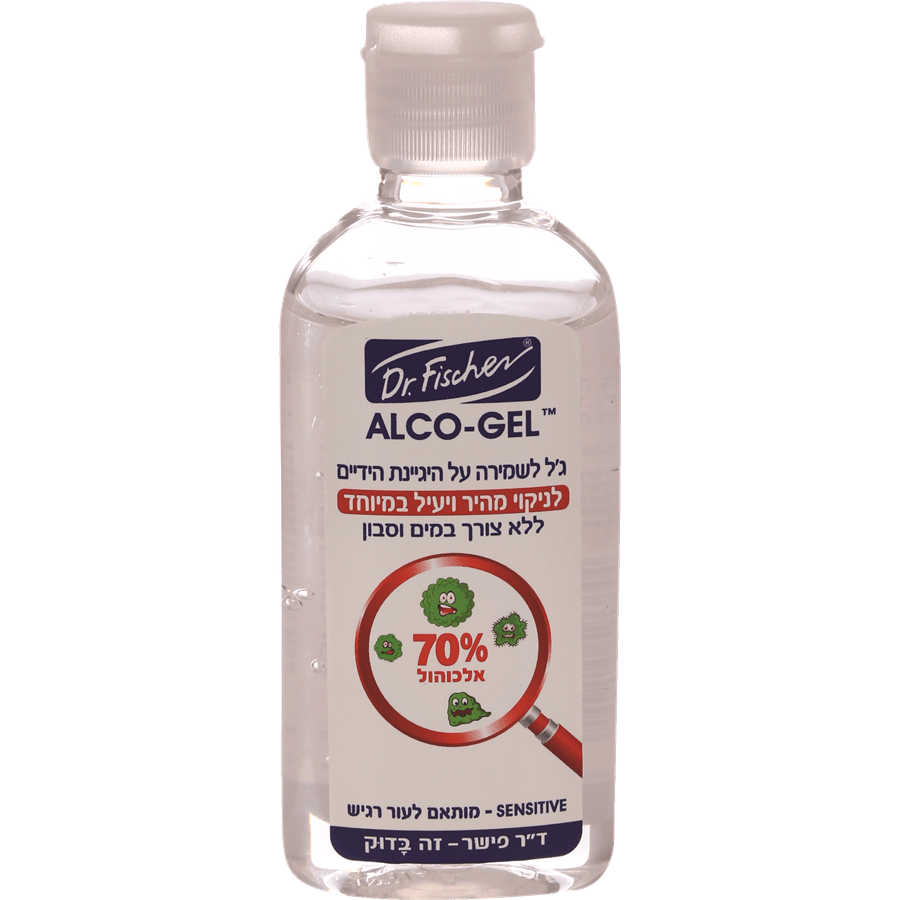 Dr. Fischer®
ALCO-GEL™
ג'ל לשמירה על היגיינת הידיים
לניקוי מהיר ויעיל במיוחד
ללא צורך במים וסבון
70%
אלכוהול
SENSITIVE - מותאם לעור רגיש
ד״ר פישר – זה בָּדוּק